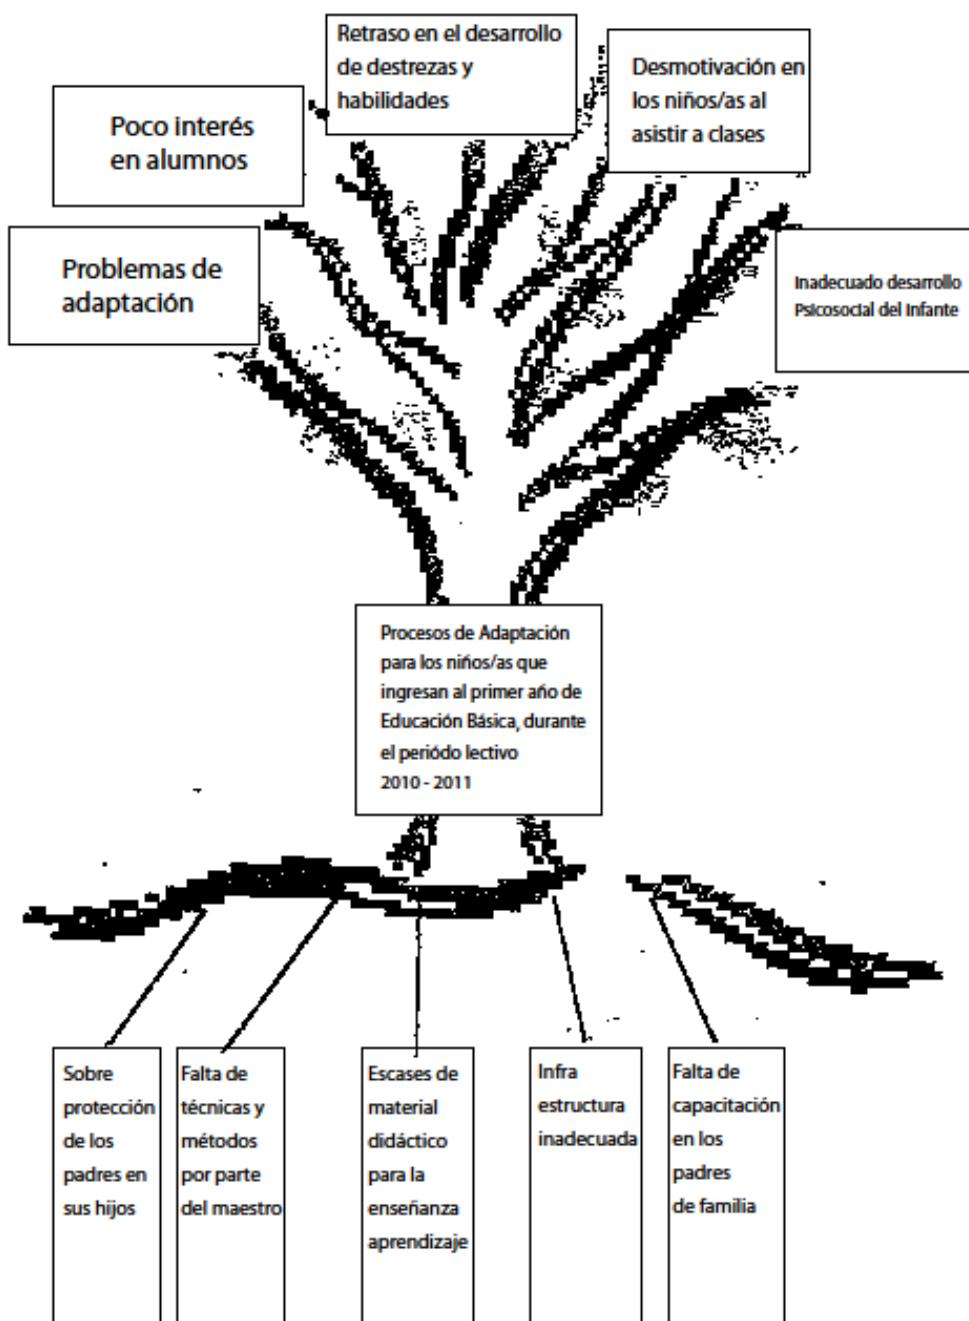 Retraso en el desarrollo
de destrezas y
habilidades
Desmotivación en
los niños/as al
asistir a clases
Poco interés
en alumnos
Problemas de
adaptación
Inadecuado desarrollo
Psicosocial del Infante
Procesos de Adaptación
para los niños/as que
ingresan al primer año de
Educación Básica, durante
el periódo lectivo
2010 - 2011
Sobre
protección
de los
padres en
sus hijos
Falta de
técnicas y
métodos
por parte
del maestro
Escases de
material
didáctico
para la
enseñanza
aprendizaje
Infra
estructura
inadecuada
Falta de
capacitación
en los
padres
de familia